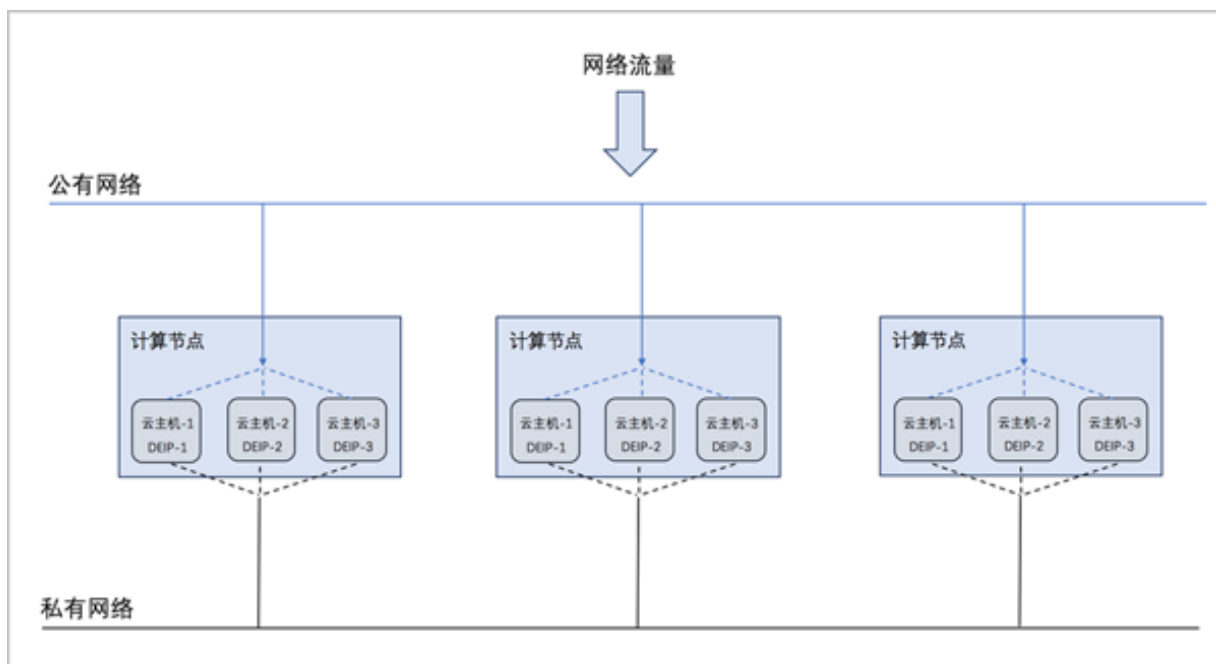 网络流量
公有网络
计算节点
计算节点
计算节点
云主机-1
DEIP-1
云主机-2
DEIP-2
云主机-3
DEIP-3
云主机-1
DEIP-1
云主机-2
DEIP-2
云主机-3
DEIP-3
云主机-1
DEIP-1
云主机-2
DEIP-2
云主机-3
DEIP-3
私有网络